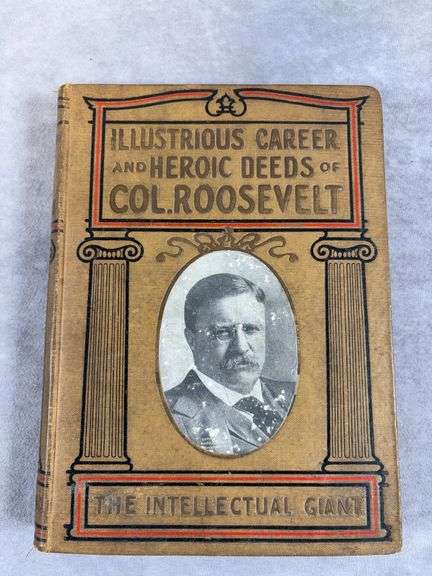 ILLUSTRIOUS CAREER
AND HEROIC DEEDS OF
COL. ROOSEVELT
THE INTELLECTUAL GIANT